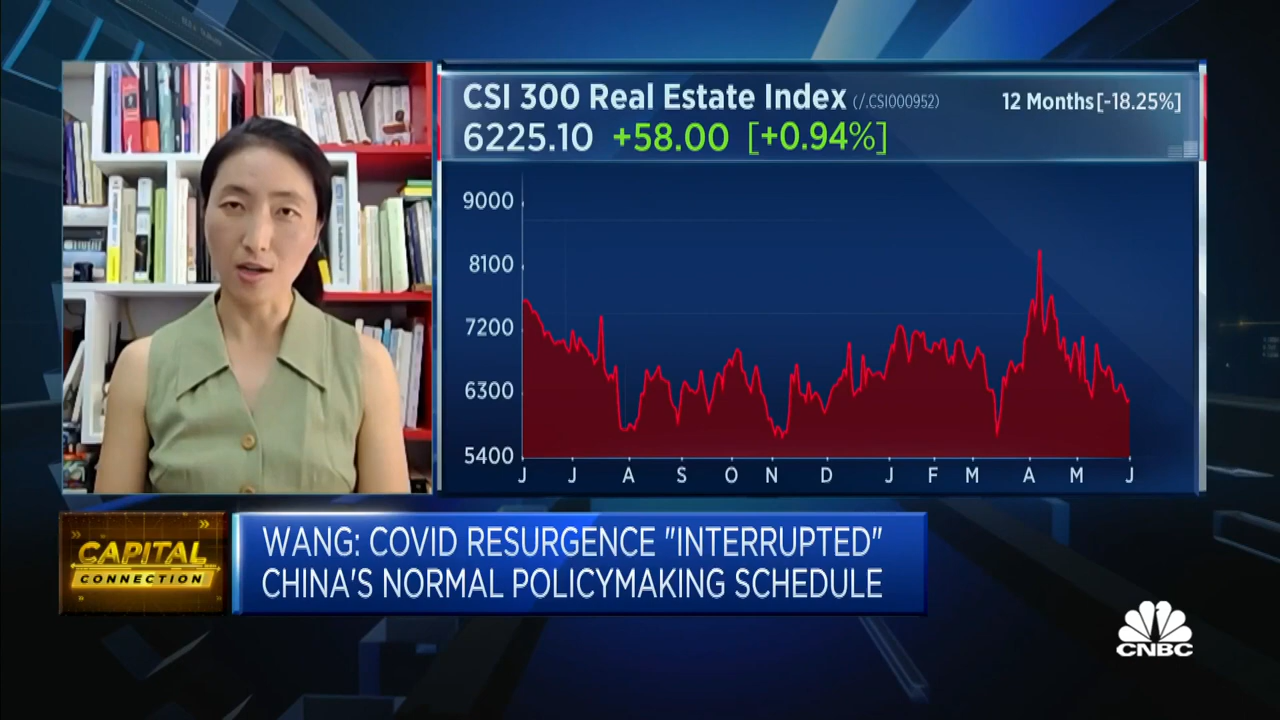 CSI 300 Real Estate Index (/.CSI000952) 12 Months [-18.25%]
6225.10 +58.00 [+0.94%]
9000
8100
7200
6300
5400
J J A S O N D J F M A M J
CAPITAL
CONNECTION
WANG: COVID RESURGENCE "INTERRUPTED"
CHINA'S NORMAL POLICYMAKING SCHEDULE
CNBC